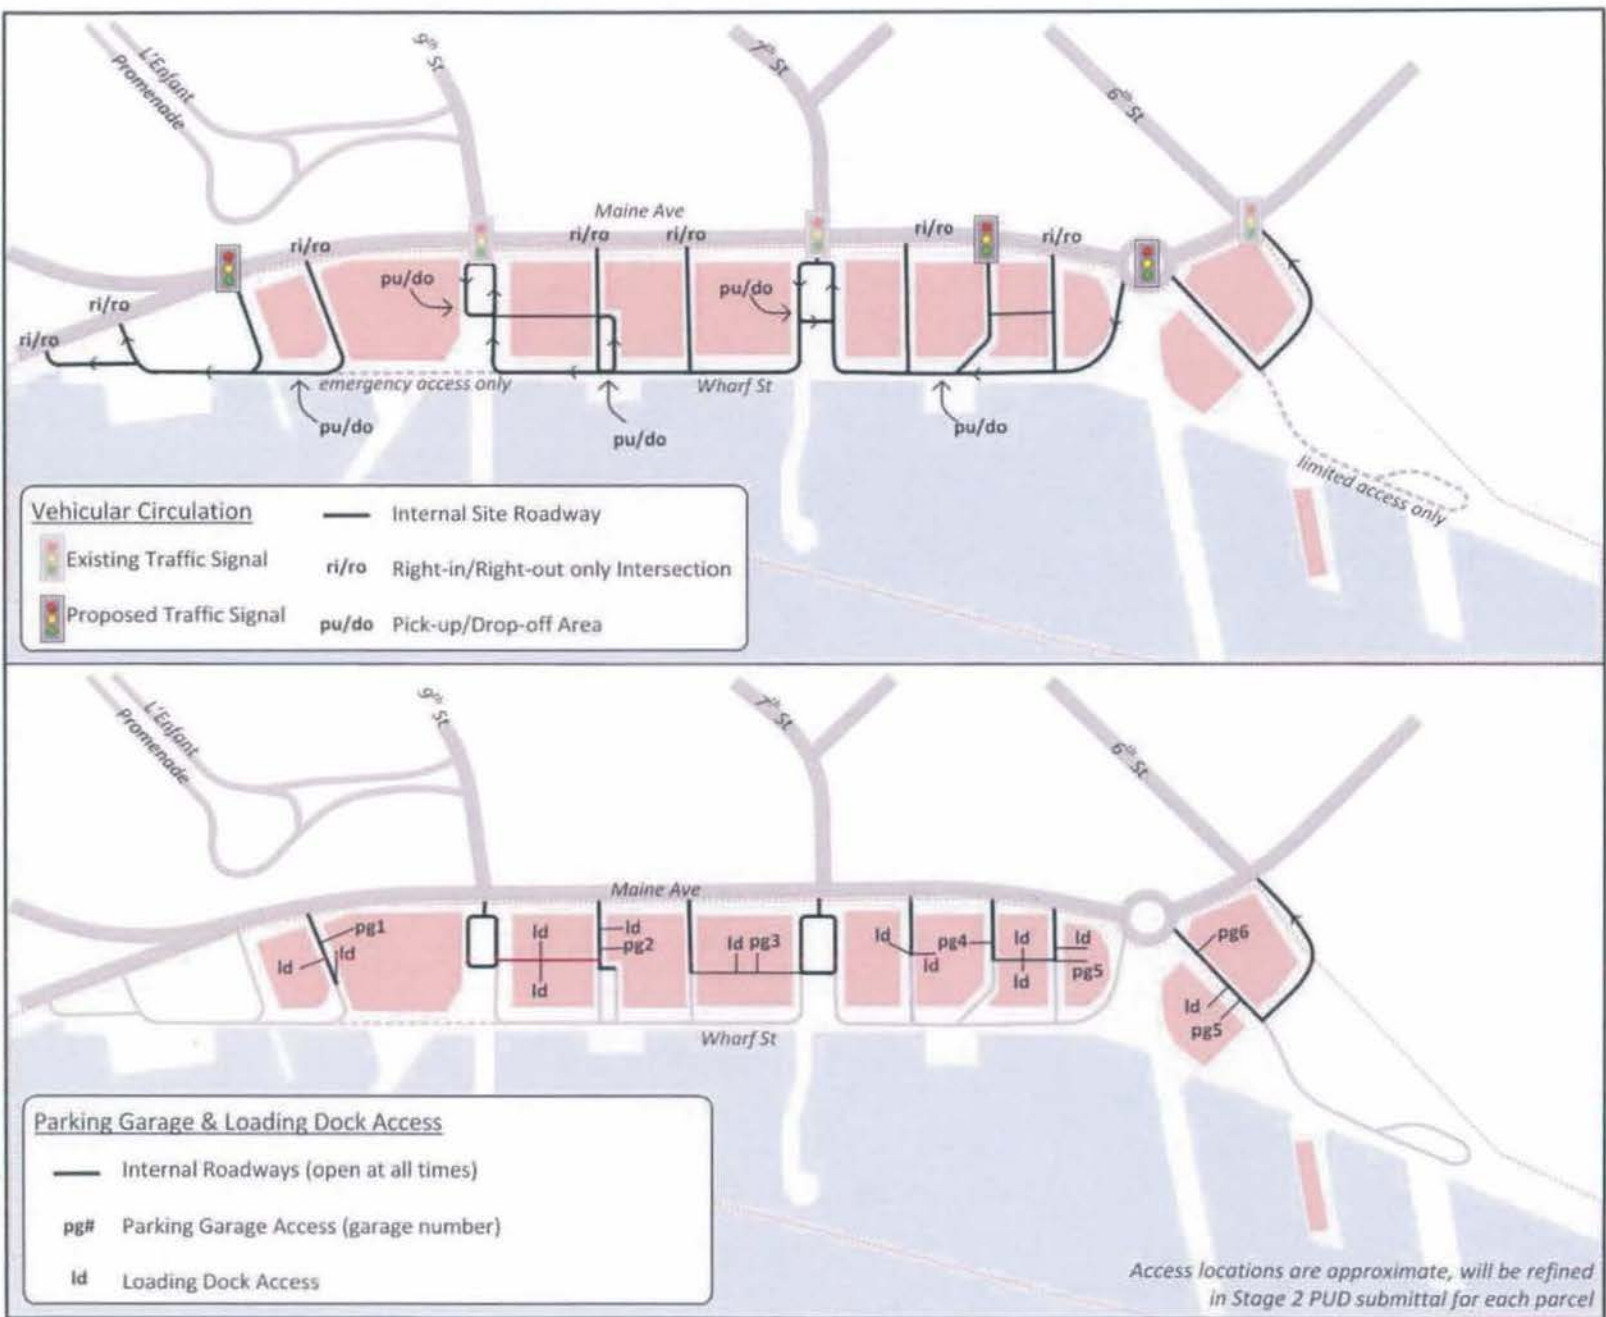 L'Enfant
Promenade
9th St
7th St
6th St
Maine Ave
ri/ro
ri/ro
ri/ro
ri/ro
ri/ro
ri/ro
ri/ro
pu/do
pu/do
emergency access only
Wharf St
pu/do
pu/do
pu/do
limited access only
Vehicular Circulation
Existing Traffic Signal
Proposed Traffic Signal
Internal Site Roadway
ri/ro Right-in/Right-out only Intersection
pu/do Pick-up/Drop-off Area
L'Enfant
Promenade
9th St
7th St
6th St
Maine Ave
pg1
ld
ld
ld
ld
ld
pg2
ld pg3
ld
ld
pg4
ld
ld
ld
pg5
pg6
ld
pg5
Wharf St
Parking Garage & Loading Dock Access
Internal Roadways (open at all times)
pg# Parking Garage Access (garage number)
ld Loading Dock Access
Access locations are approximate, will be refined
in Stage 2 PUD submittal for each parcel